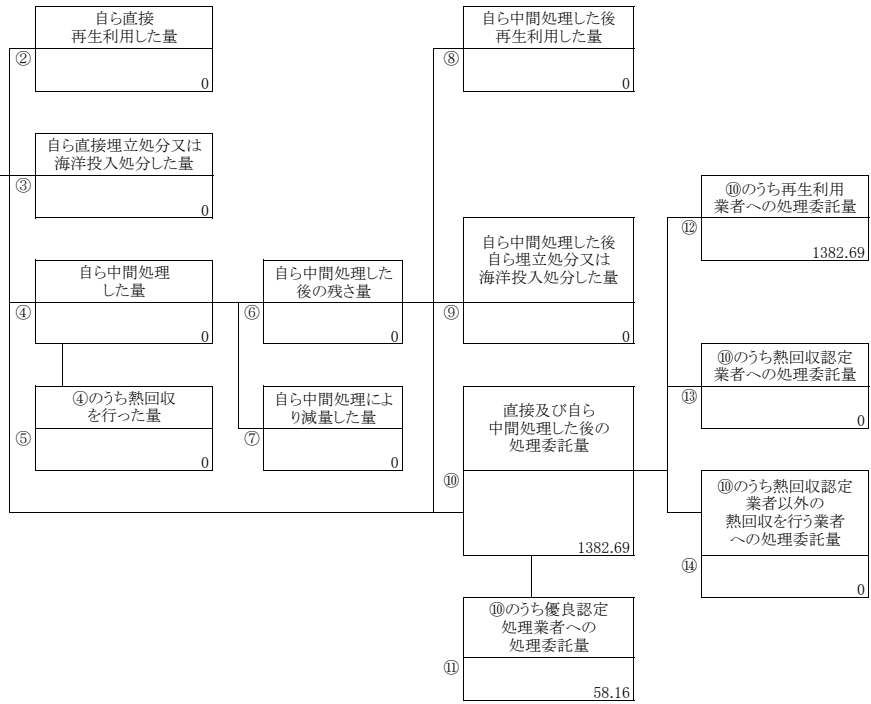 自ら直接
再生利用した量
②
0
自ら直接埋立処分又は
海洋投入処分した量
③
0
自ら中間処理
した量
④
0
④のうち熱回収
を行った量
⑤
0
自ら中間処理した
後の残さ量
⑥
0
自ら中間処理によ
り減量した量
⑦
0
自ら中間処理した後
再生利用した量
⑧
0
自ら中間処理した後
自ら埋立処分又は
海洋投入処分した量
⑨
0
直接及び自ら
中間処理した後の
処理委託量
⑩
1382.69
⑩のうち優良認定
処理業者への
処理委託量
⑪
58.16
⑩のうち再生利用
業者への処理委託量
⑫
1382.69
⑩のうち熱回収認定
業者への処理委託量
⑬
0
⑩のうち熱回収認定
業者以外の
熱回収を行う業者
への処理委託量
⑭
0